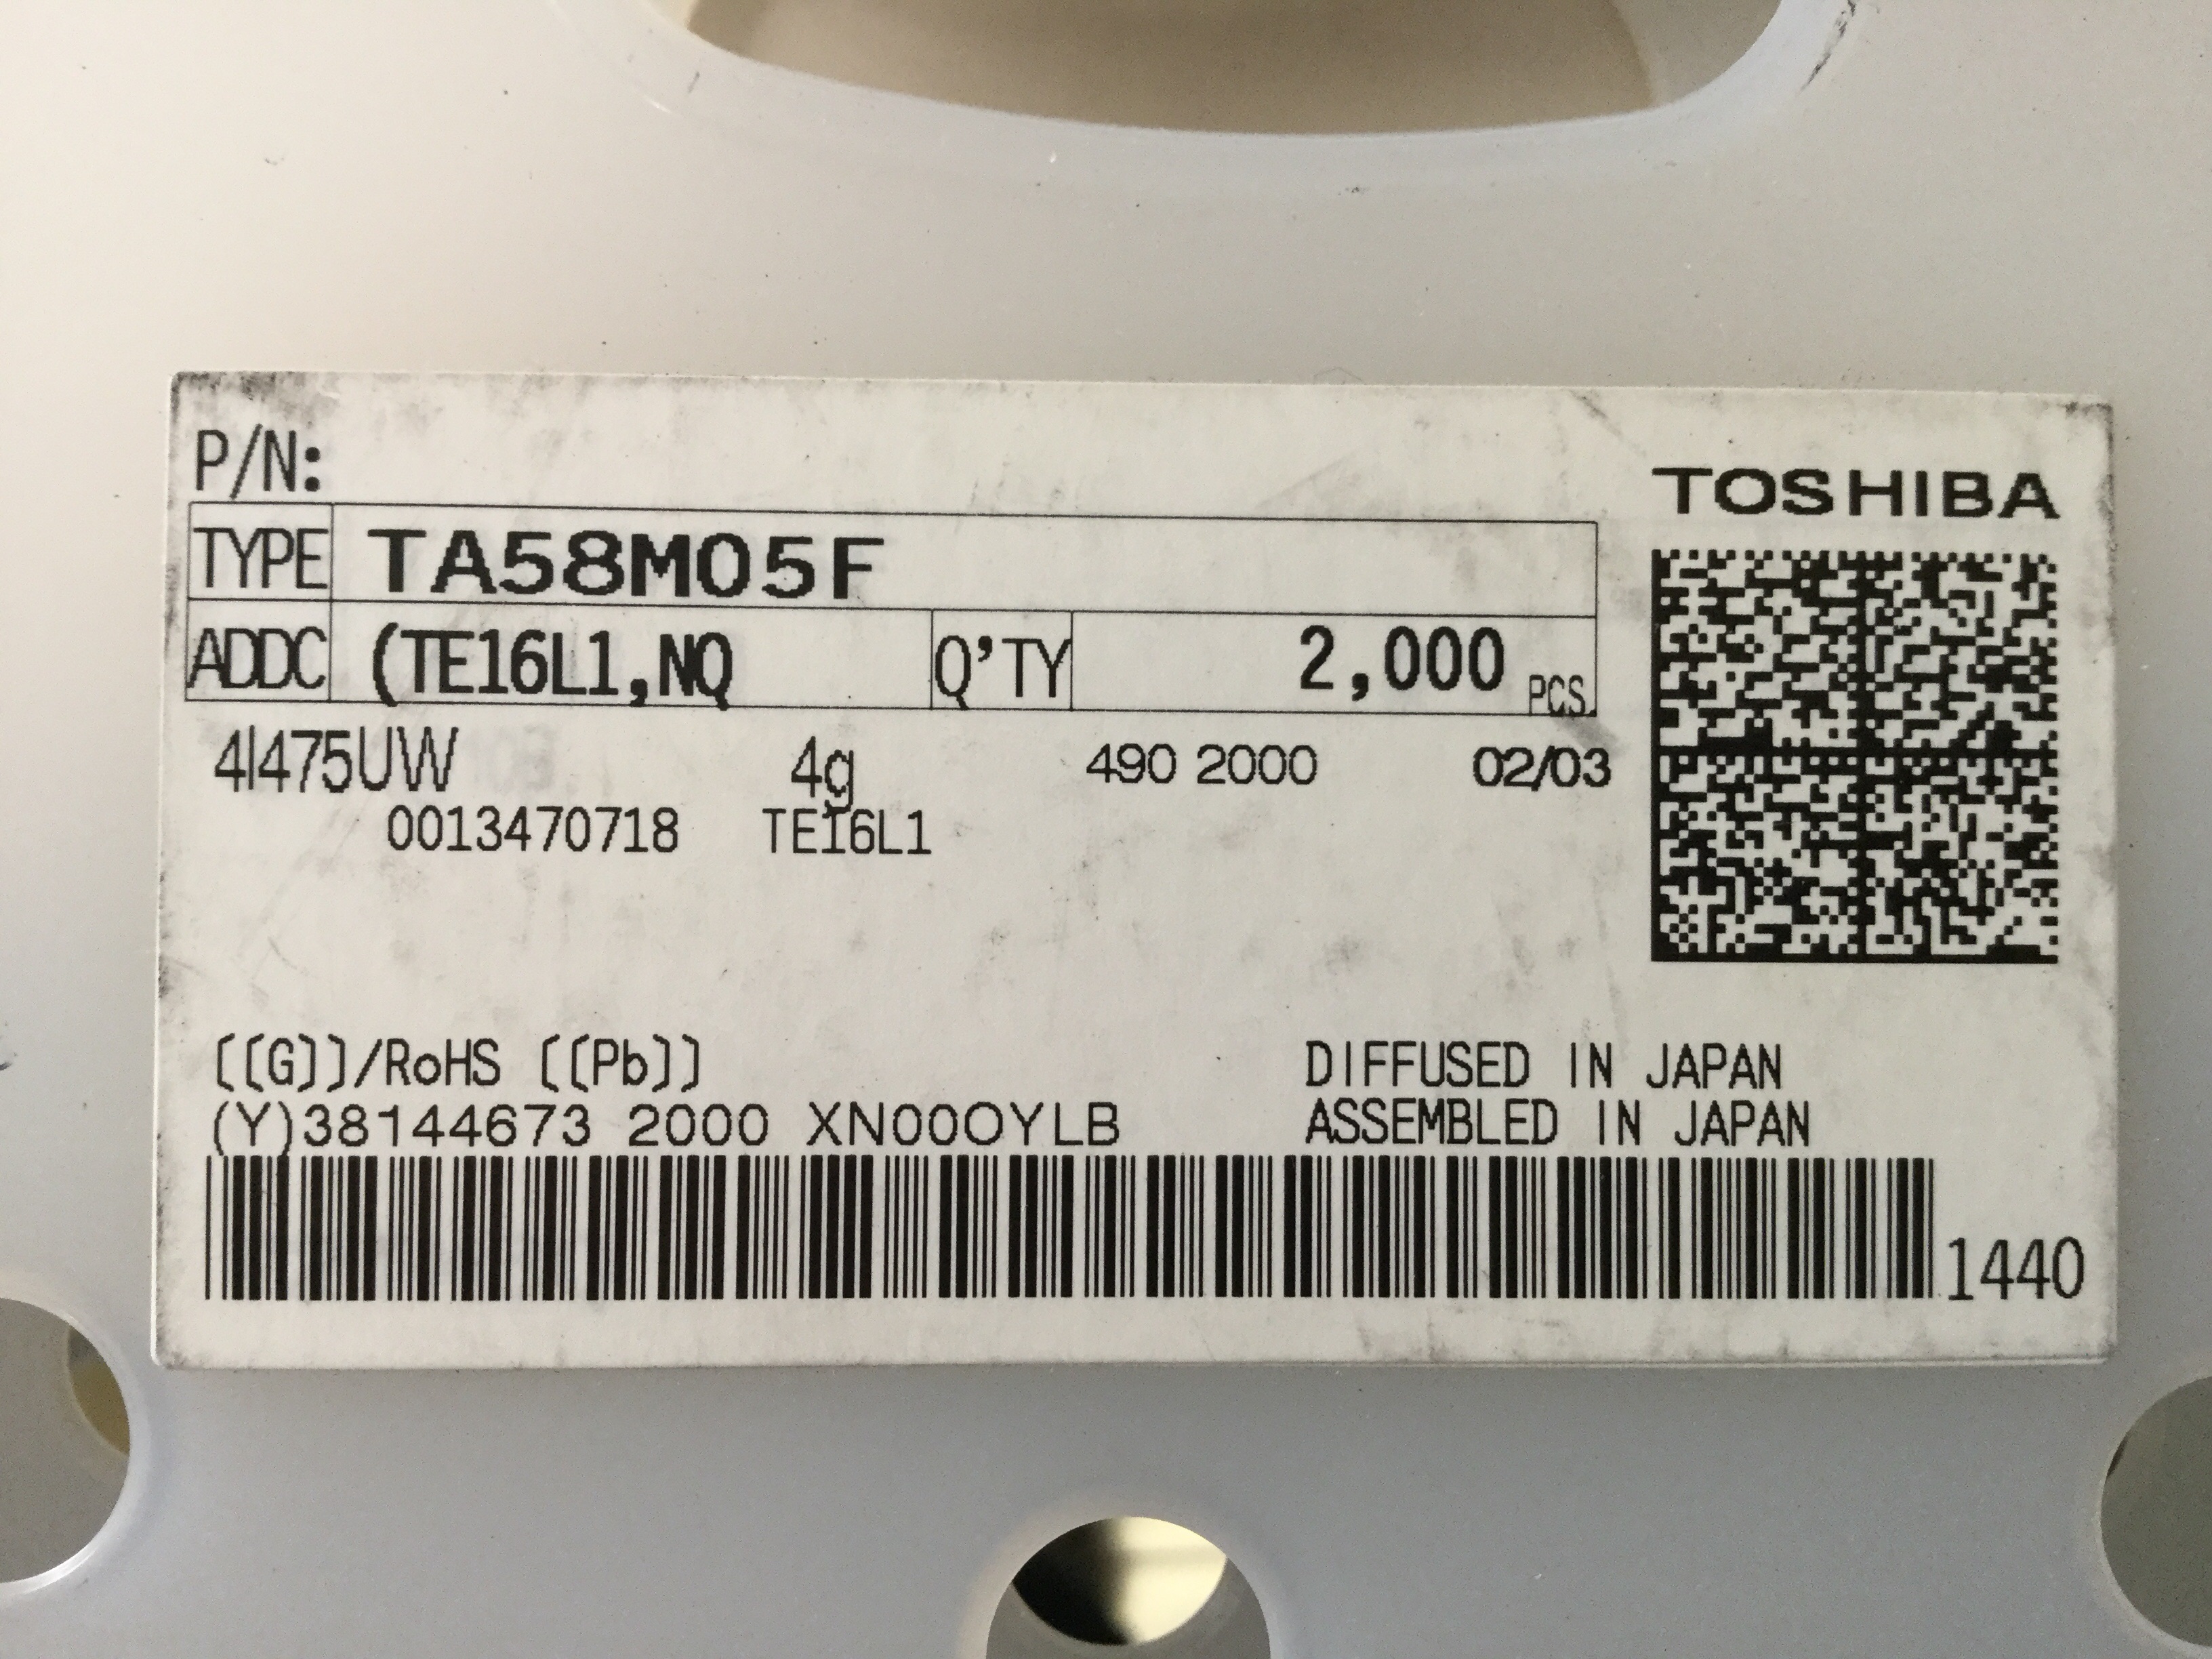 P/N:
TOSHIBA
TYPE TA58M05F
ADDC (TE16L1,NQ Q'TY 2,000 PCS.
4I475UW 4g 490 2000 02/03
0013470718 TE16L1
[[G]]/RoHS [[Pb]]
DIFFUSED IN JAPAN
(Y)38144673 2000 XN00OYLB
ASSEMBLED IN JAPAN
1440